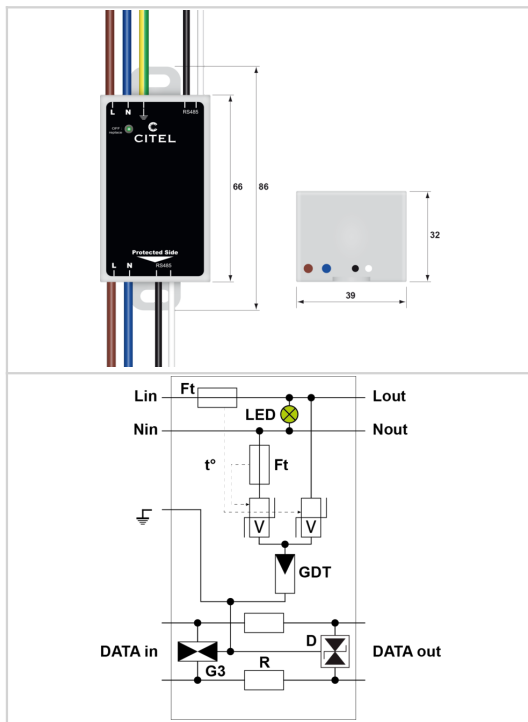 L N RS485
OFF
replace
C
CITEL
Protected Side
L N RS485
66
86
32
39
Ft
Lin Lout
LED
Nin Nout
t° Ft
V V
GDT
DATA in D DATA out
G3 R